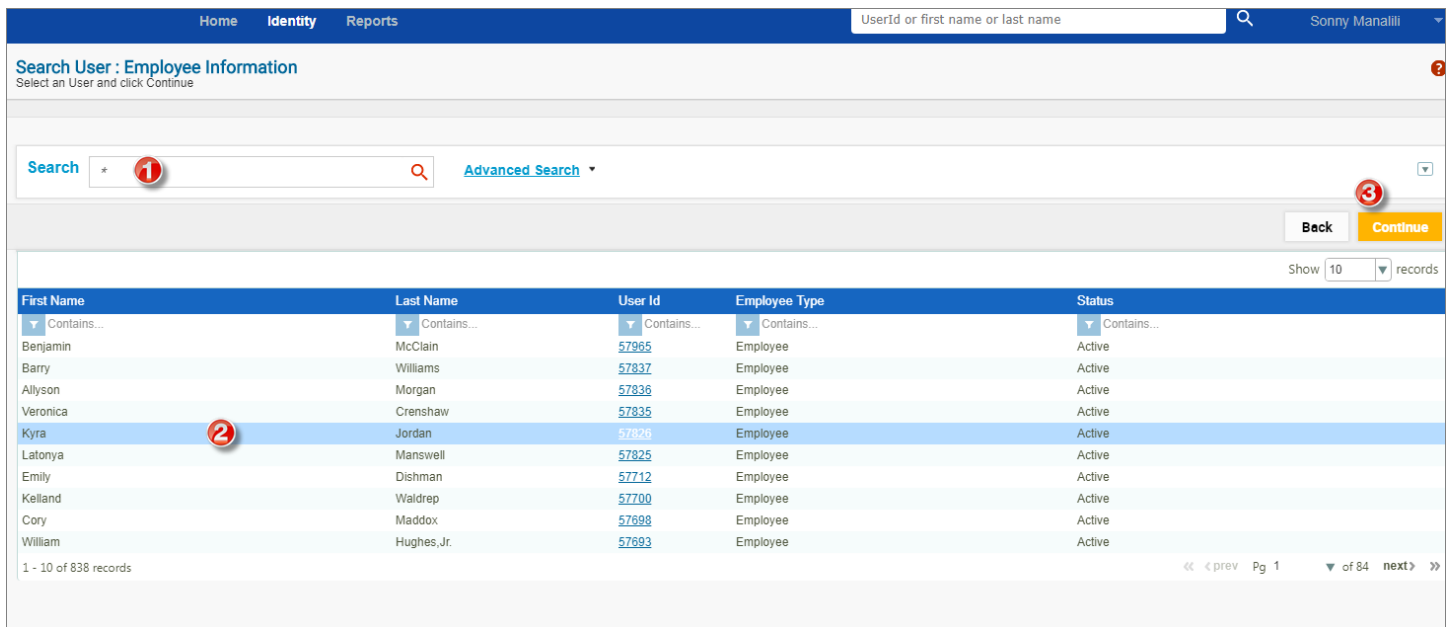 Home Identity Reports UserId or first name or last name Sonny Manalili
Search User : Employee Information
Select an User and click Continue
?
Search * 1 Advanced Search
3
Back Continue
Show 10 records
First Name Last Name User Id Employee Type Status
Contains... Contains... Contains... Contains... Contains...
Benjamin McClain 57965 Employee Active
Barry Williams 57837 Employee Active
Allyson Morgan 57836 Employee Active
Veronica Crenshaw 57835 Employee Active
Kyra 2 Jordan 57826 Employee Active
Latonya Manswell 57825 Employee Active
Emily Dishman 57712 Employee Active
Kelland Waldrep 57700 Employee Active
Cory Maddox 57698 Employee Active
William Hughes,Jr. 57693 Employee Active
1 - 10 of 838 records « ‹ prev Pg 1 of 84 next › »